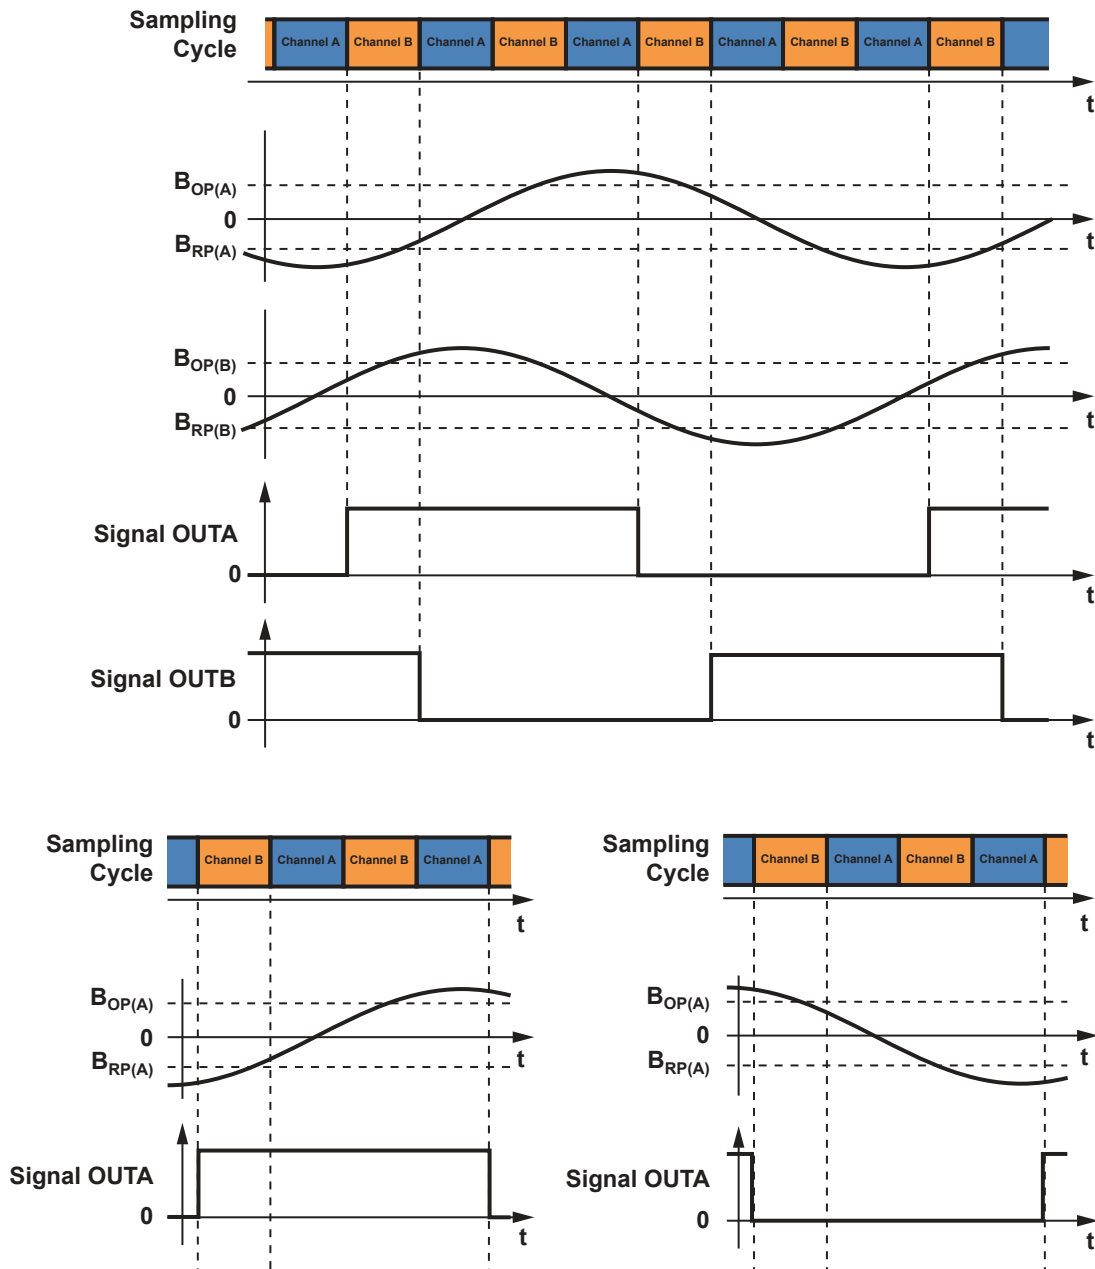 Sampling
Cycle
Channel A Channel B Channel A Channel B Channel A Channel B Channel A Channel B Channel A Channel B
t
BOP(A)
0
BRP(A)
t
BOP(B)
0
BRP(B)
t
Signal OUTA
0
t
Signal OUTB
0
t
Sampling
Cycle
Channel B Channel A Channel B Channel A
t
BOP(A)
0
BRP(A)
t
Signal OUTA
0
t
Sampling
Cycle
Channel B Channel A Channel B Channel A
t
BOP(A)
0
BRP(A)
t
Signal OUTA
0
t